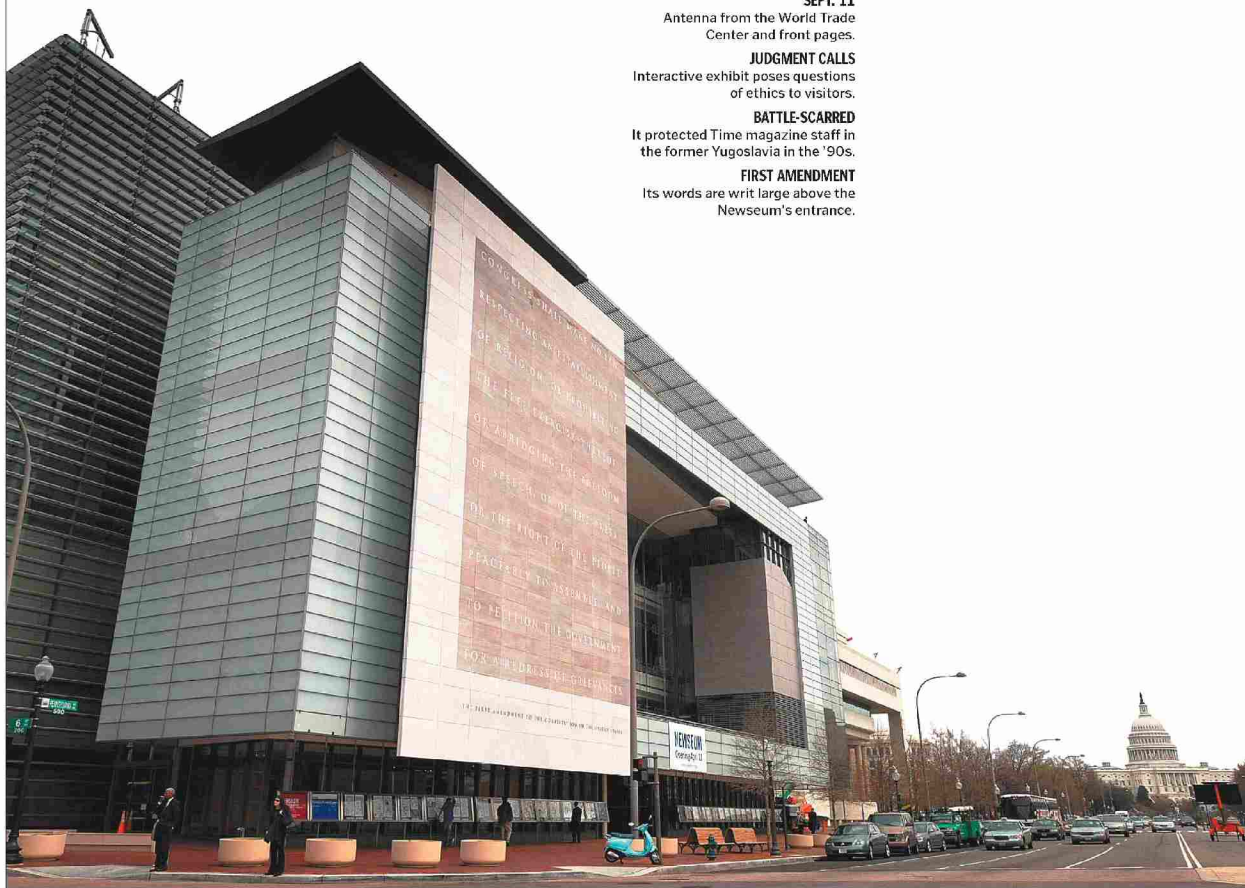 SEPT. 11
Antenna from the World Trade
Center and front pages.
JUDGMENT CALLS
Interactive exhibit poses questions
of ethics to visitors.
BATTLE-SCARRED
It protected Time magazine staff in
the former Yugoslavia in the '90s.
FIRST AMENDMENT
Its words are writ large above the
Newseum's entrance.
CONGRESS SHALL MAKE NO LAW
RESPECTING AN ESTABLISHMENT
OF RELIGION, OR PROHIBITING
THE FREE EXERCISE THEREOF
OR ABRIDGING THE FREEDOM
OF SPEECH, OR OF THE PRESS
OR THE RIGHT OF THE PEOPLE
PEACEABLY TO ASSEMBLE, AND
TO PETITION THE GOVERNMENT
FOR A REDRESS OF GRIEVANCES
NEWSEUM
Opening Apr. 11
6